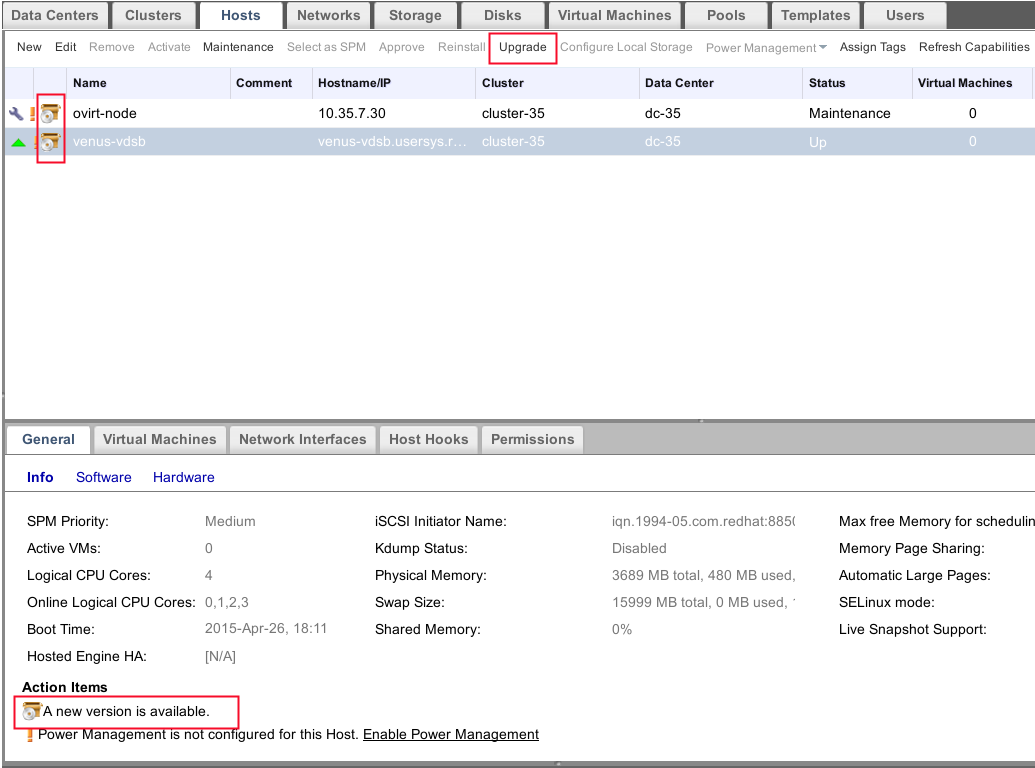 Data Centers Clusters Hosts Networks Storage Disks Virtual Machines Pools Templates Users
New Edit Remove Activate Maintenance Select as SPM Approve Reinstall Upgrade Configure Local Storage Power Management Assign Tags Refresh Capabilities
Name Comment Hostname/IP Cluster Data Center Status Virtual Machines
ovirt-node 10.35.7.30 cluster-35 dc-35 Maintenance 0
venus-vdsb venus-vdsb.usersys.r... cluster-35 dc-35 Up 0
General Virtual Machines Network Interfaces Host Hooks Permissions
Info Software Hardware
SPM Priority: Medium iSCSI Initiator Name: iqn.1994-05.com.redhat:8850 Max free Memory for schedulin
Active VMs: 0 Kdump Status: Disabled Memory Page Sharing:
Logical CPU Cores: 4 Physical Memory: 3689 MB total, 480 MB used, Automatic Large Pages:
Online Logical CPU Cores: 0,1,2,3 Swap Size: 15999 MB total, 0 MB used, SELinux mode:
Boot Time: 2015-Apr-26, 18:11 Shared Memory: 0% Live Snapshot Support:
Hosted Engine HA: [N/A]
Action Items
A new version is available.
Power Management is not configured for this Host. Enable Power Management